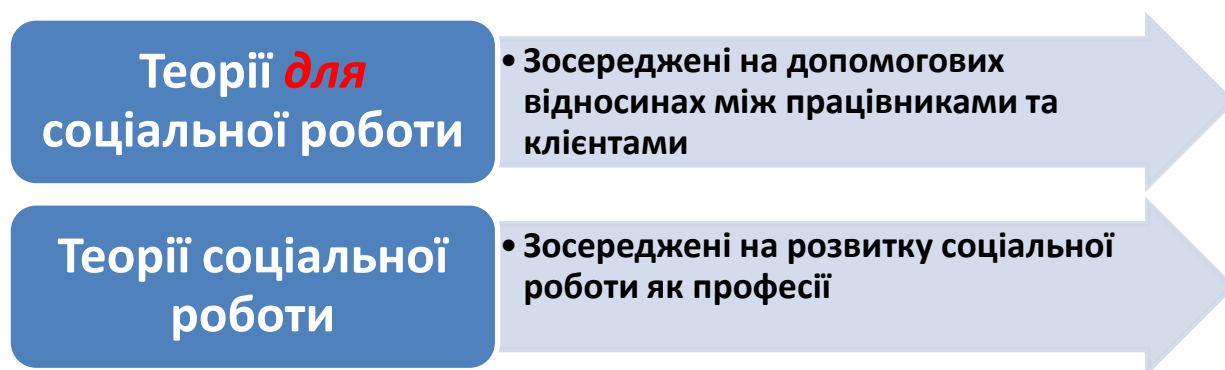 Теорії для
соціальної роботи
• Зосереджені на допомогових
відносинах між працівниками та
клієнтами
Теорії соціальної
роботи
• Зосереджені на розвитку соціальної
роботи як професії